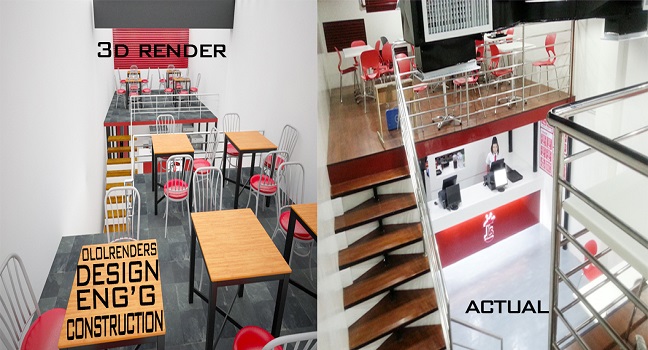 3D RENDER
OLOLRENDERS
DESIGN
ENG'G
CONSTRUCTION
ACTUAL